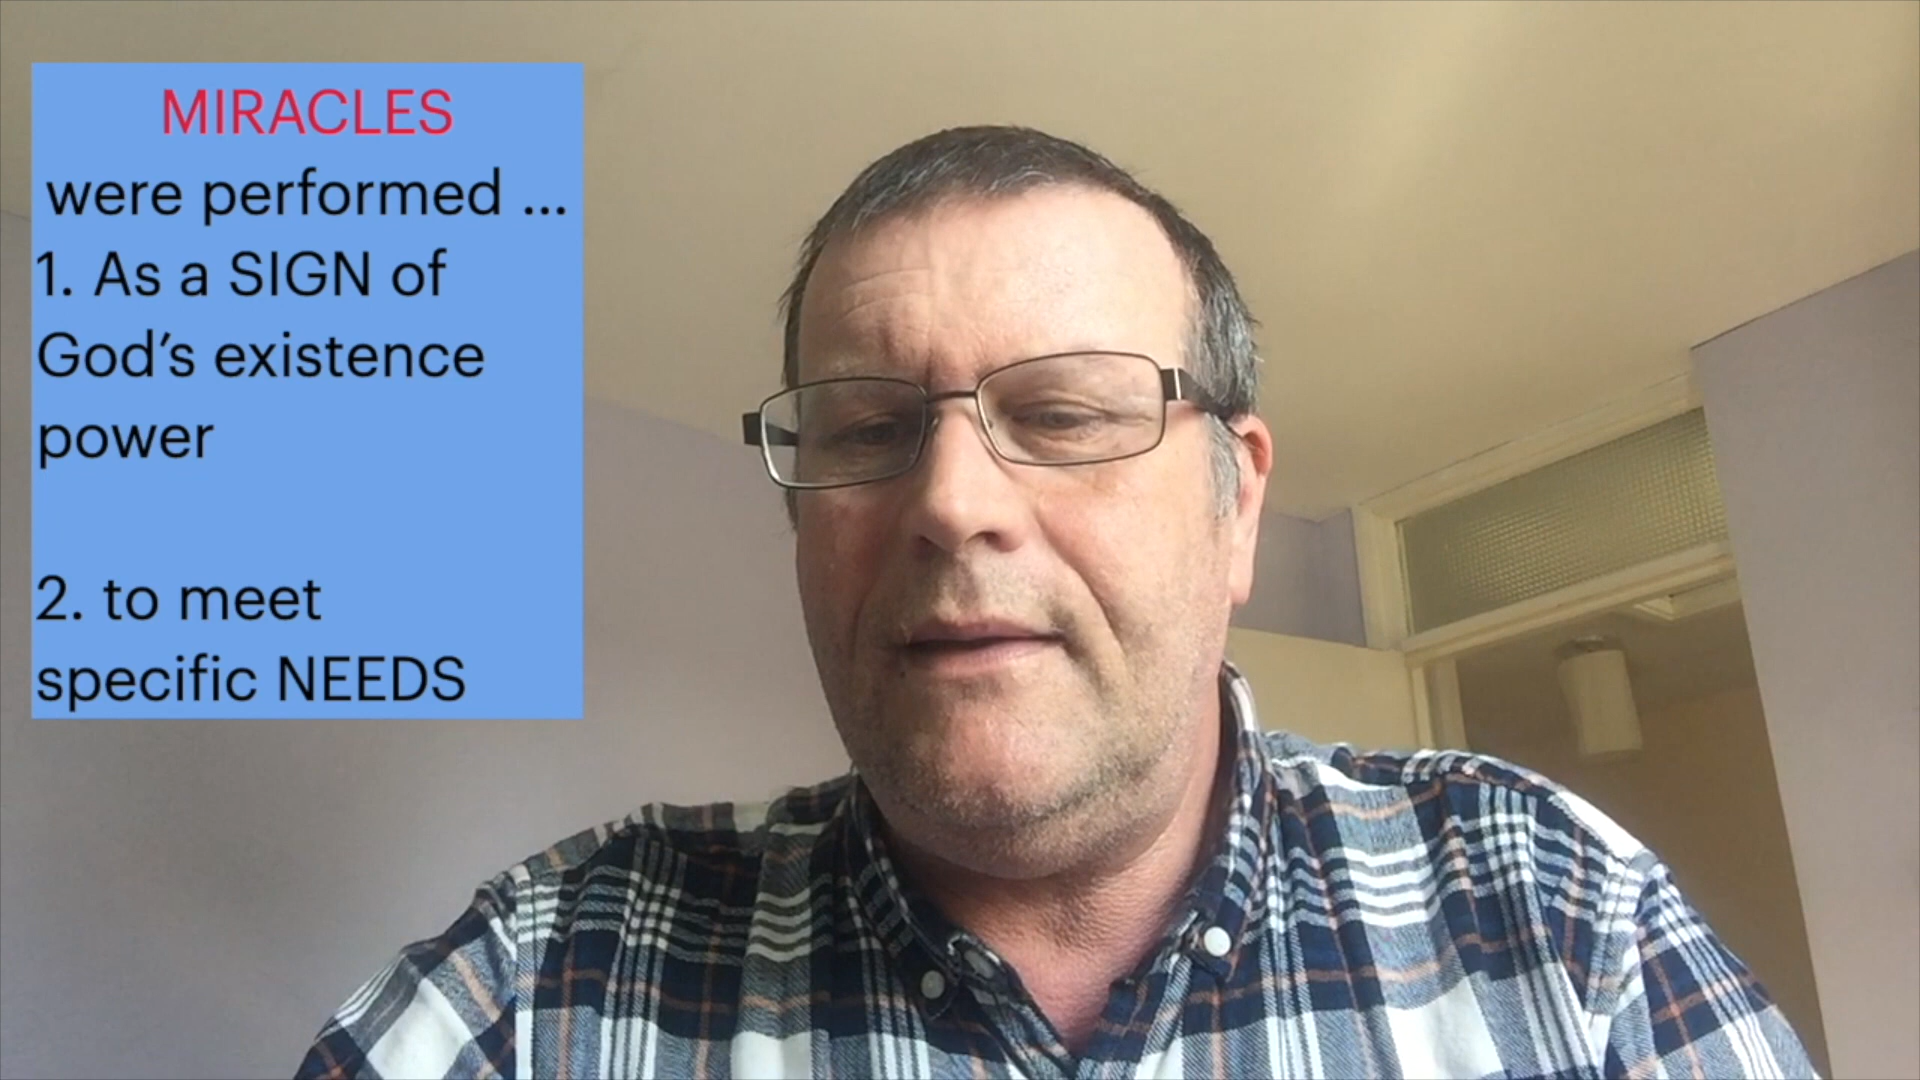 MIRACLES
were performed ...
1. As a SIGN of
God's existence
power
2. to meet
specific NEEDS